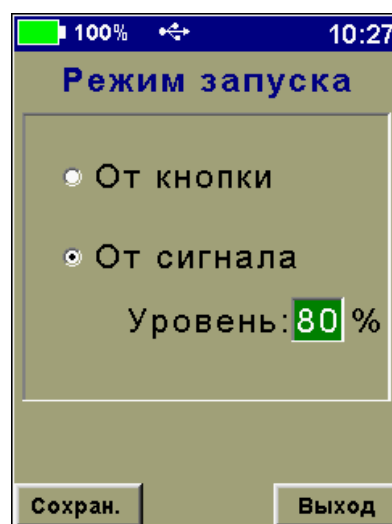 100% 10:27
Режим запуска
От кнопки
От сигнала
Уровень: 80 %
Сохран. Выход